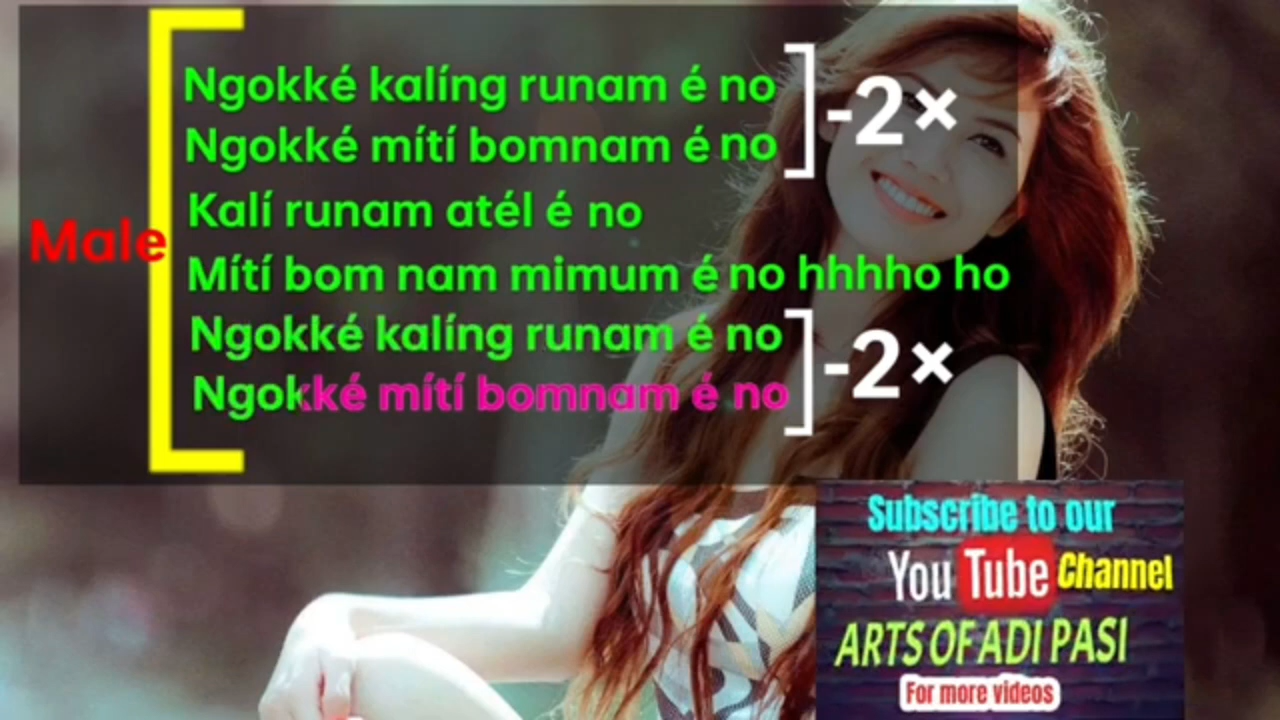 Male
Ngokké kalíng runam é no
Ngokké mítí bomnam é no
-2×
Kalí runam atél é no
Mítí bom nam mimum é no hhhho ho
Ngokké kalíng runam é no
Ngokké mítí bomnam é no
-2×
Subscribe to our
YouTube Channel
ARTS OF ADI PASI
For more videos